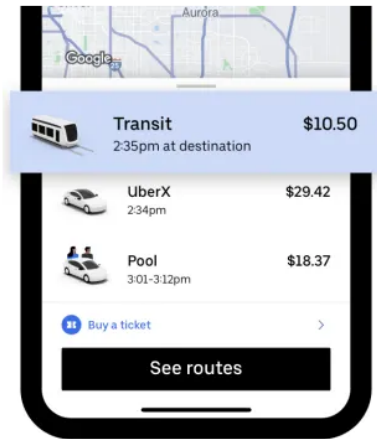 Aurora
Google
25
Transit
$10.50
2:35pm at destination
UberX
$29.42
2:34pm
Pool
$18.37
3:01-3:12pm
Buy a ticket
See routes